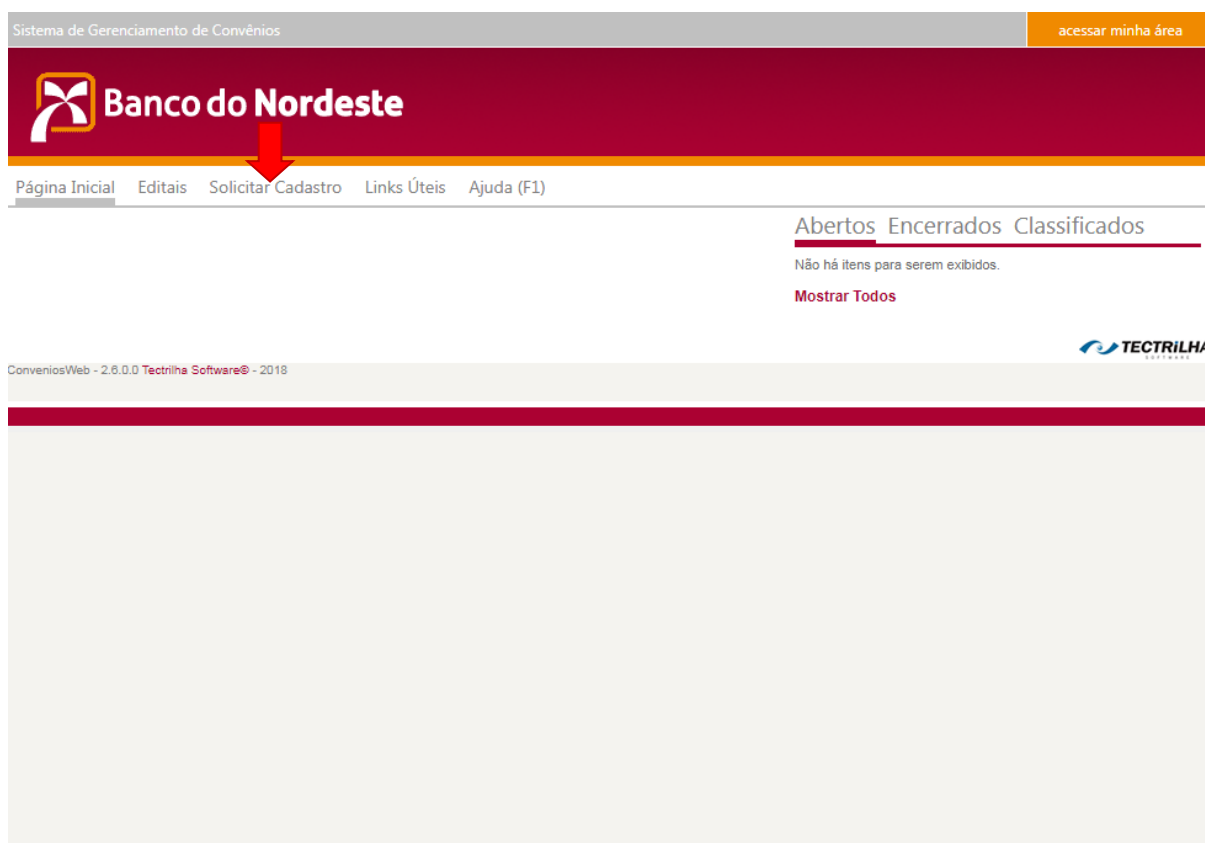 Sistema de Gerenciamento de Convênios
acessar minha área
Banco do Nordeste
Página Inicial Editais Solicitar Cadastro Links Úteis Ajuda (F1)
Abertos Encerrados Classificados
Não há itens para serem exibidos.
Mostrar Todos
TECTRiLHA
SOFTWARE
ConveniosWeb - 2.6.0.0 Tectrilha Software® - 2018